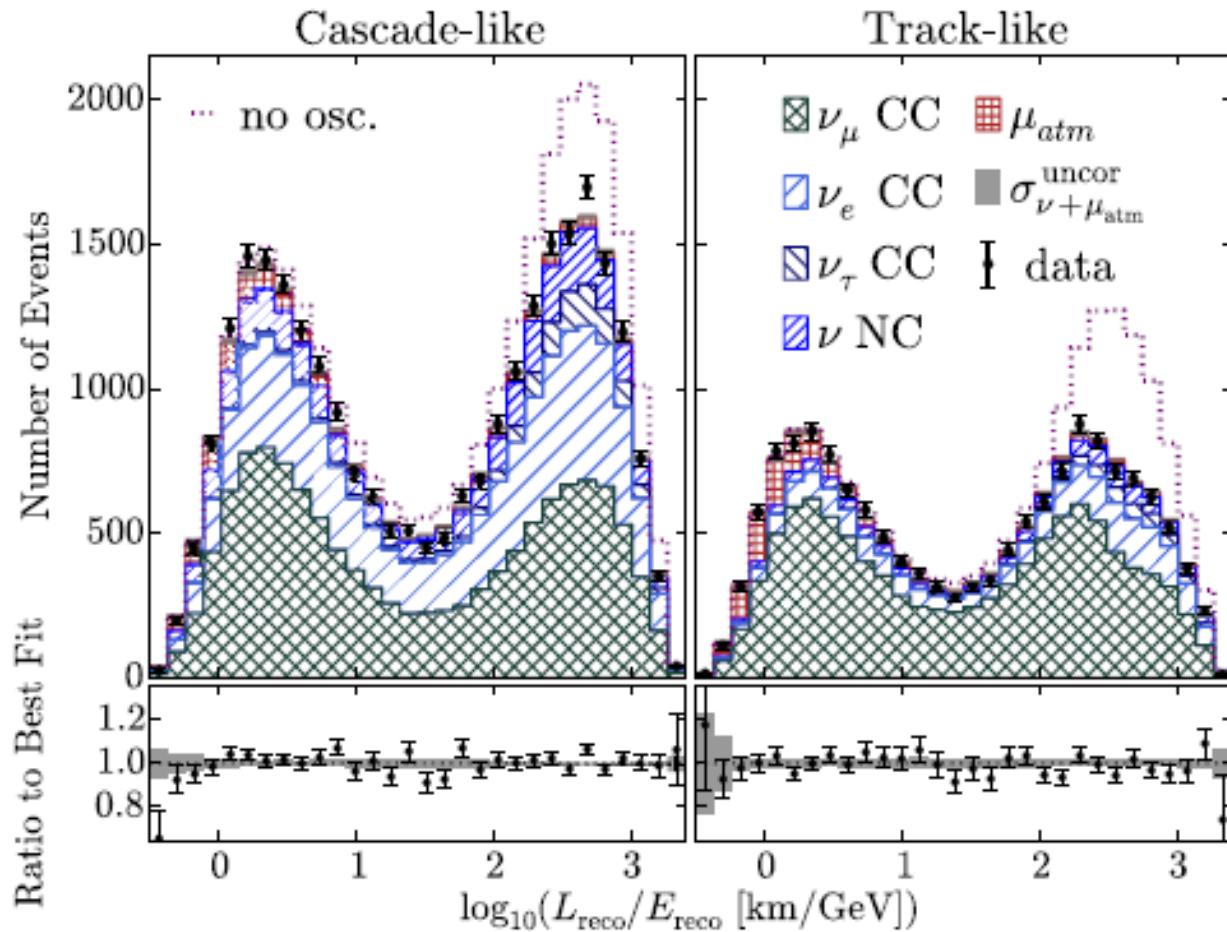 Cascade-like
Track-like
Number of Events
2000
1500
1000
500
0
no osc.
νμ CC
νe CC
ντ CC
ν NC
μatm
σ uncor ν+μatm
data
Ratio to Best Fit
1.2
1.0
0.8
0 1 2 3
0 1 2 3
log10(Lreco/Ereco [km/GeV])